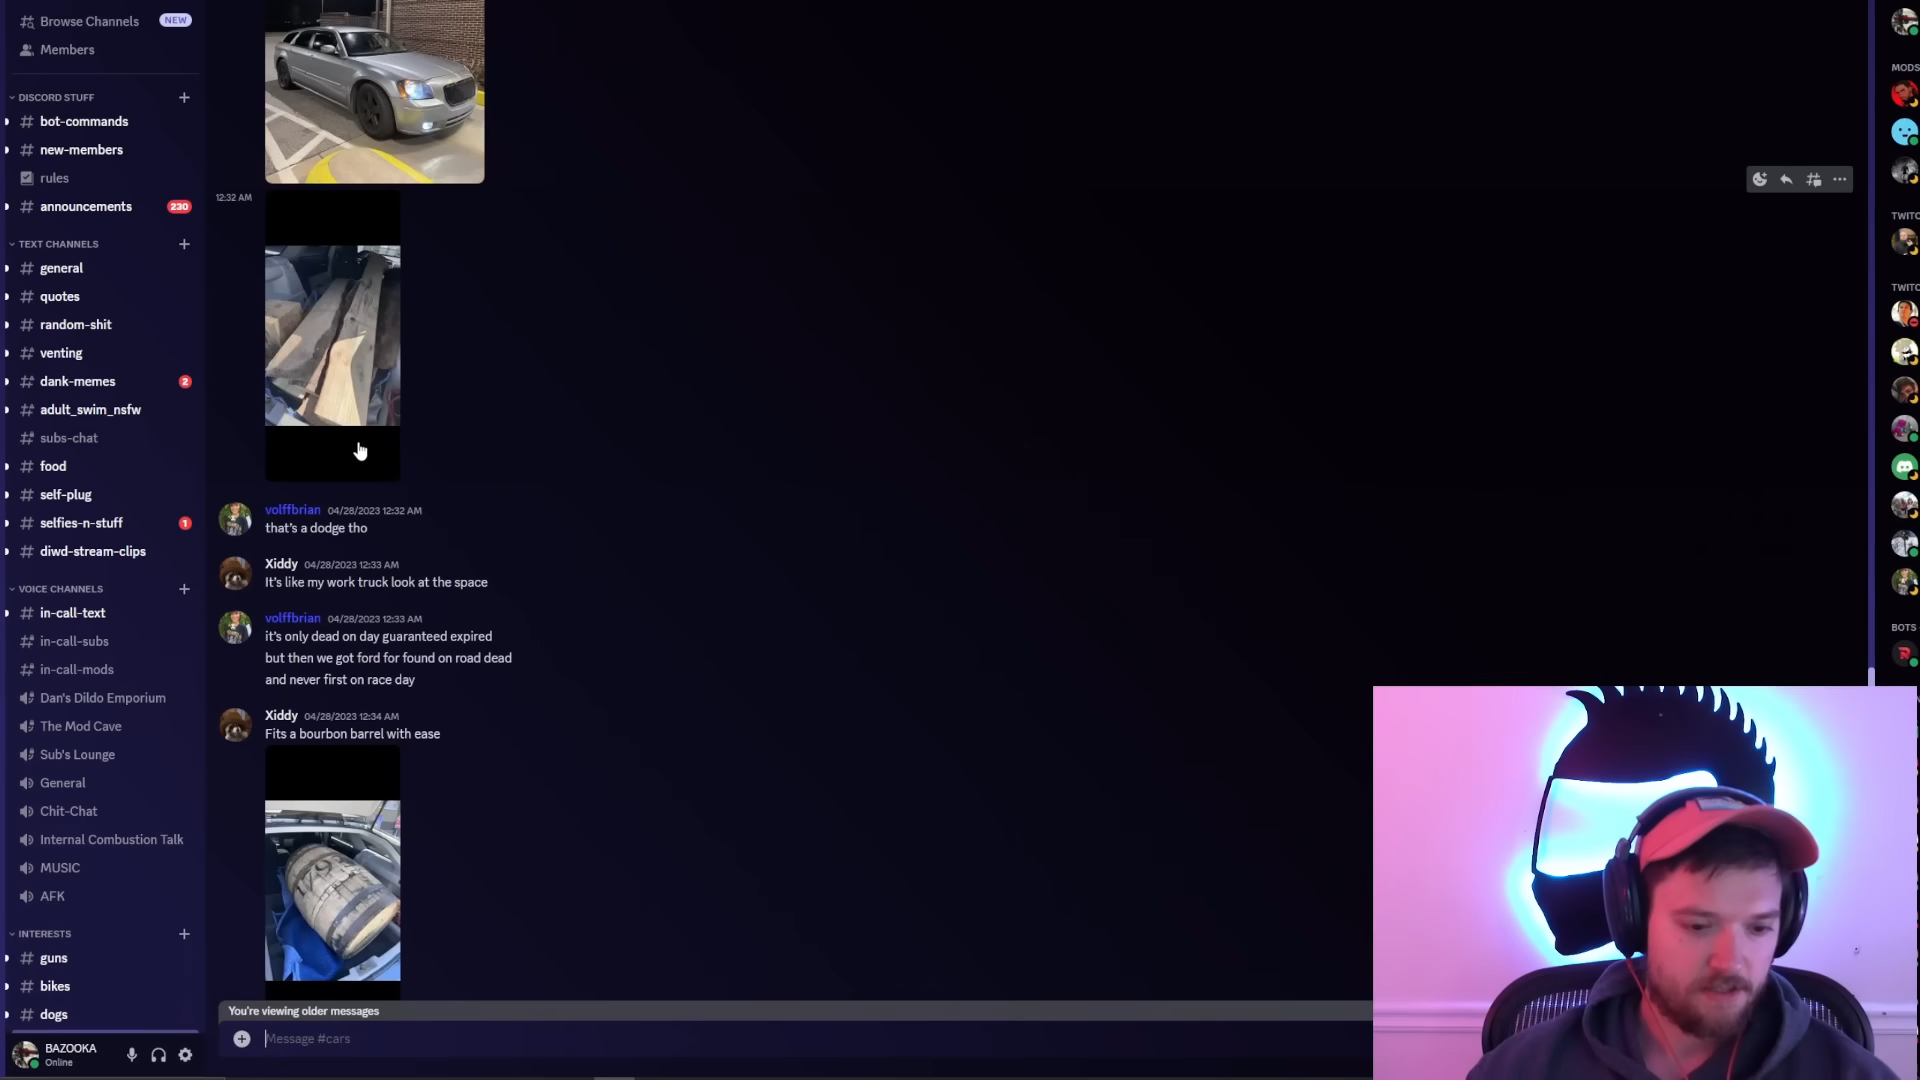 Browse Channels NEW
Members
DISCORD STUFF
bot-commands
new-members
rules
announcements 230
TEXT CHANNELS
general
quotes
random-shit
venting
dank-memes 2
adult_swim_nsfw
subs-chat
food
self-plug
selfies-n-stuff 1
diwd-stream-clips
VOICE CHANNELS
in-call-text
in-call-subs
in-call-mods
Dan's Dildo Emporium
The Mod Cave
Sub's Lounge
General
Chit-Chat
Internal Combustion Talk
MUSIC
AFK
INTERESTS
guns
bikes
dogs
BAZOOKA
Online
12:32 AM
volffbrian 04/28/2023 12:32 AM
that's a dodge tho
Xiddy 04/28/2023 12:33 AM
It's like my work truck look at the space
volffbrian 04/28/2023 12:33 AM
it's only dead on day guaranteed expired
but then we got ford for found on road dead
and never first on race day
Xiddy 04/28/2023 12:34 AM
Fits a bourbon barrel with ease
You're viewing older messages
Message #cars
MODS
TWITC
TWITC
BOTS